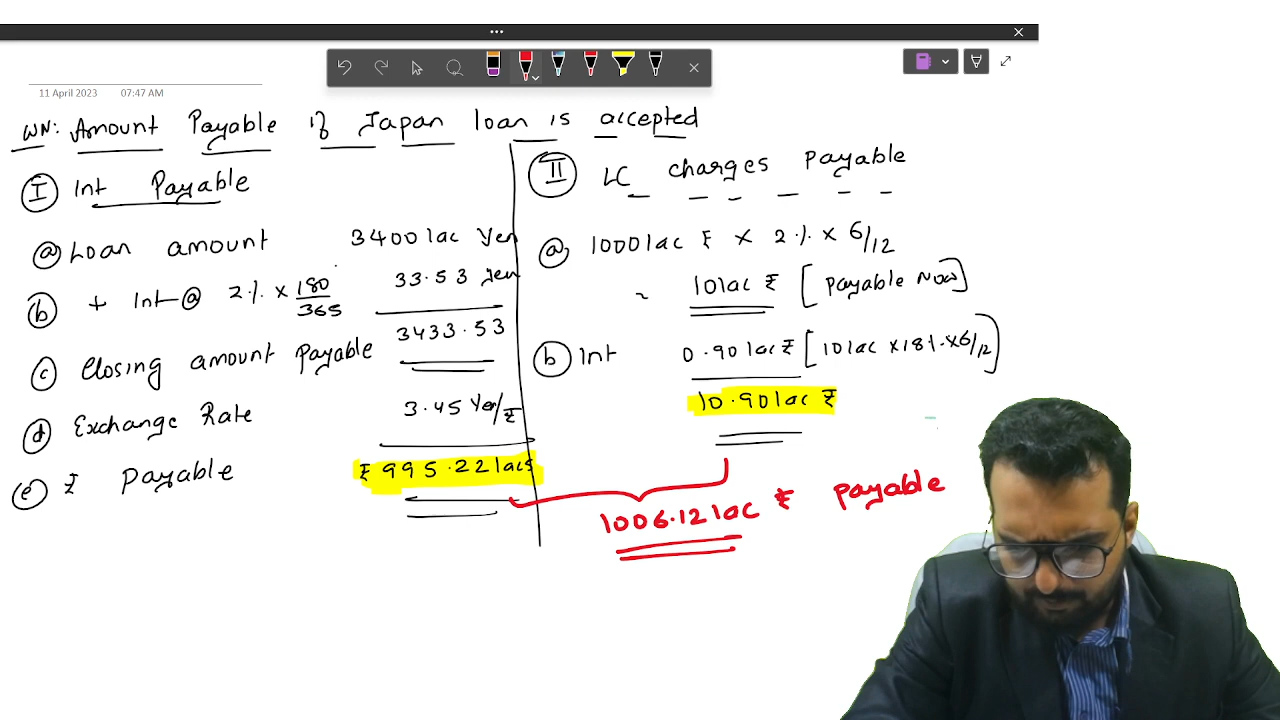 11 April 2023 07:47 AM
WN: Amount Payable if Japan loan is accepted
I Int Payable
a Loan amount 3400 lac Yen
b + Int @ 2% × 180/365 33.53 Yen
3433.53
c Closing amount Payable
d Exchange Rate 3.45 Yen/₹
e ₹ Payable ₹ 995.22 lacs
II LC charges Payable
a 1000 lac ₹ × 2% × 6/12
= 10 lac ₹ [Payable Now]
b Int 0.90 lac ₹ [10 lac × 18% × 6/12]
10.90 lac ₹
1006.12 lac ₹ payable